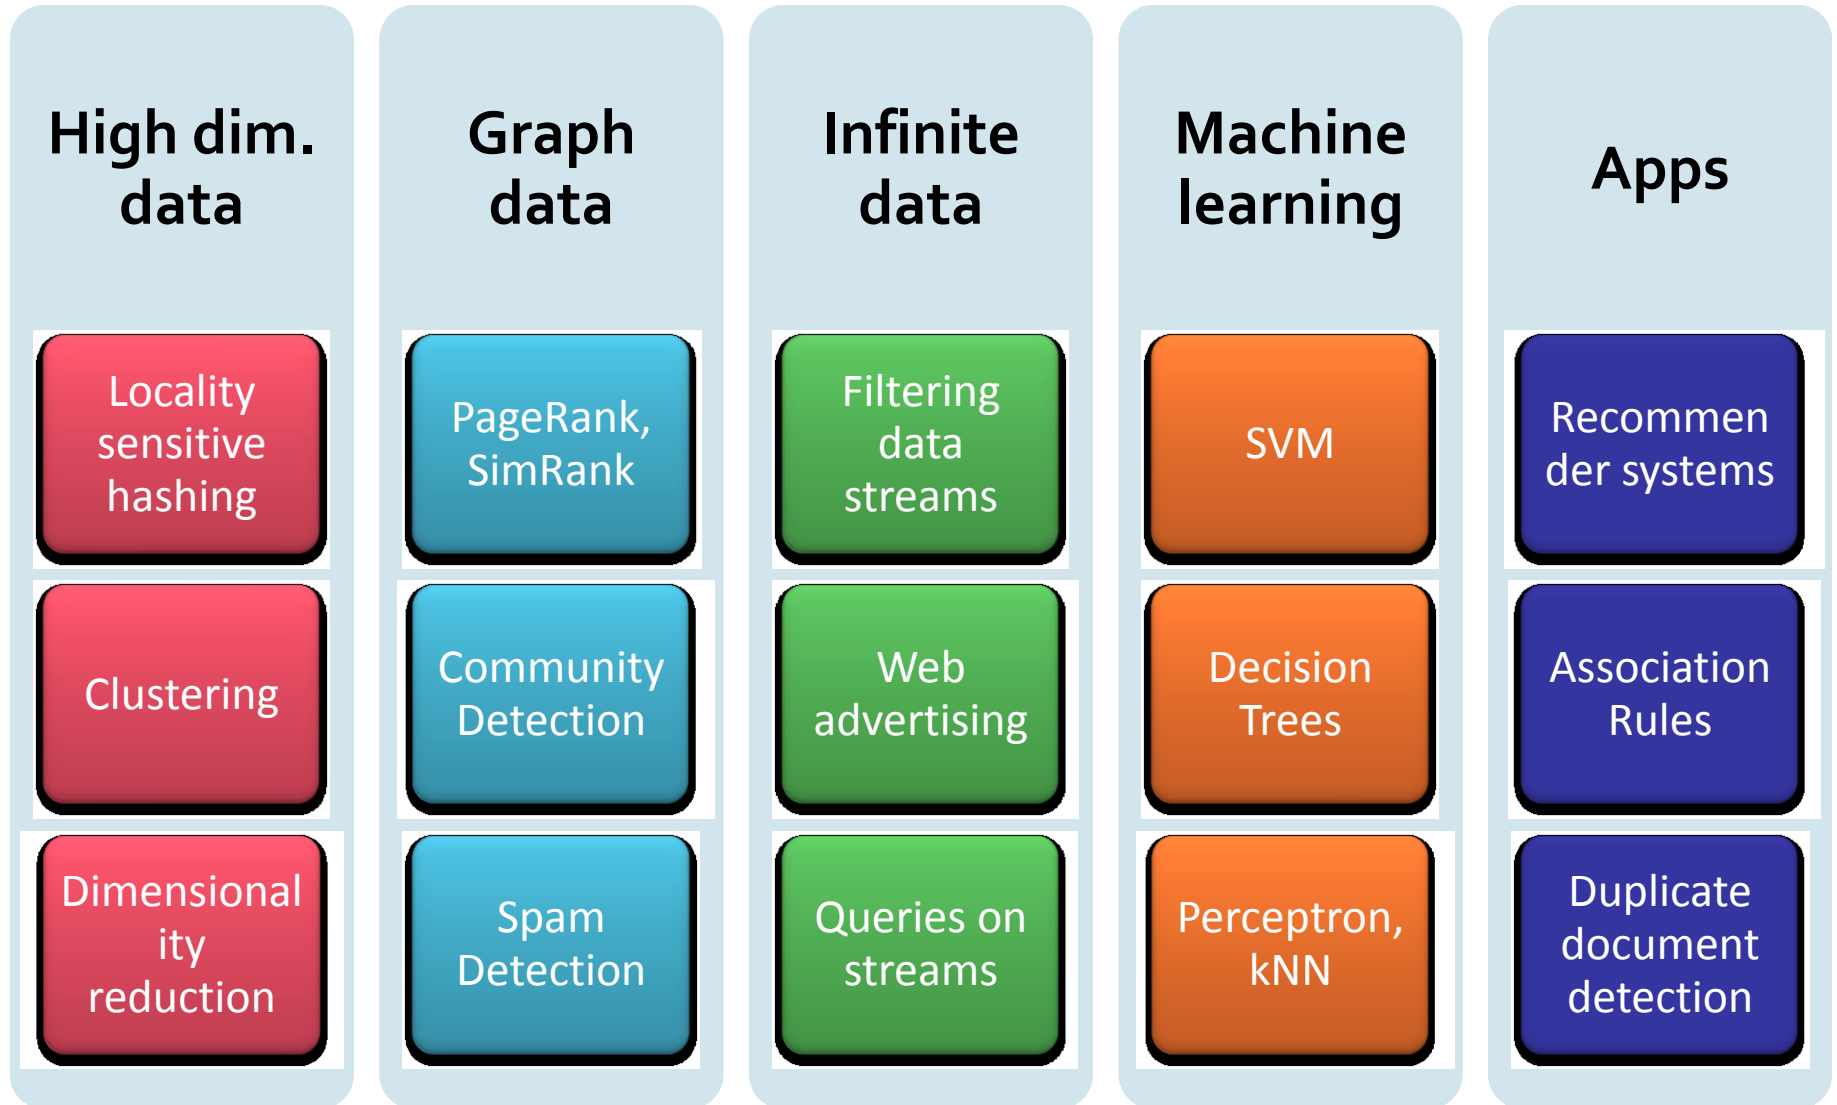 High dim.
data
Locality
sensitive
hashing
Clustering
Dimensional
ity
reduction
Graph
data
PageRank,
SimRank
Community
Detection
Spam
Detection
Infinite
data
Filtering
data
streams
Web
advertising
Queries on
streams
Machine
learning
SVM
Decision
Trees
Perceptron,
kNN
Apps
Recommen
der systems
Association
Rules
Duplicate
document
detection